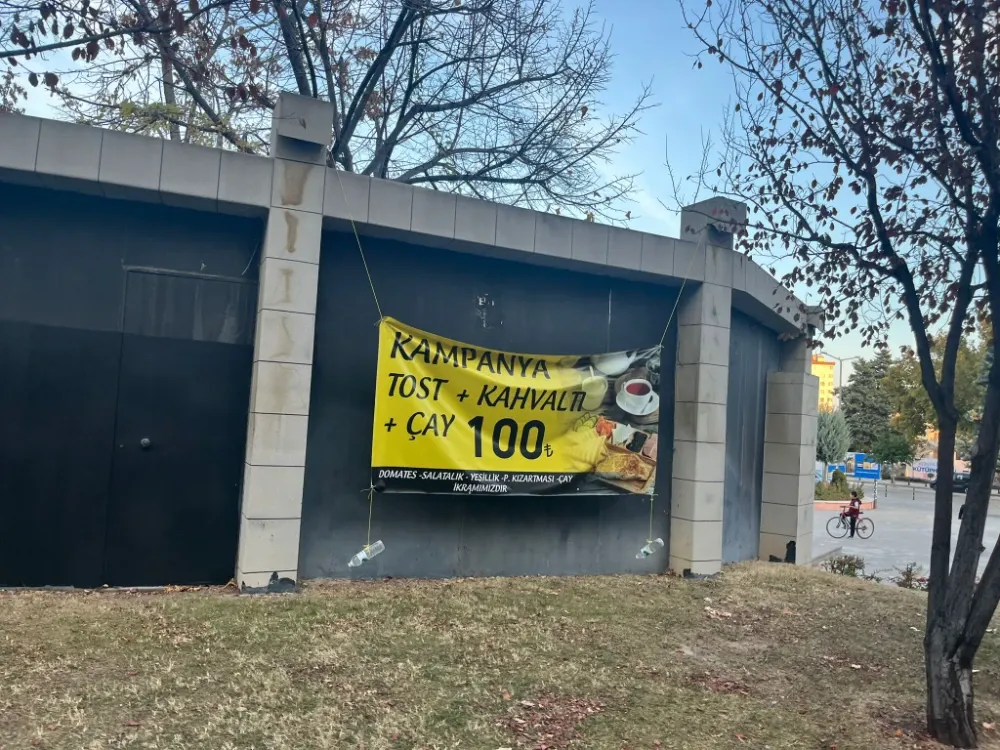 KAMPANYA
TOST + KAHVALTI
+ ÇAY 100₺
DOMATES -SALATALIK - YEŞİLLİK -P. KIZARTMASI -ÇAY
İKRAMIMIZDIR